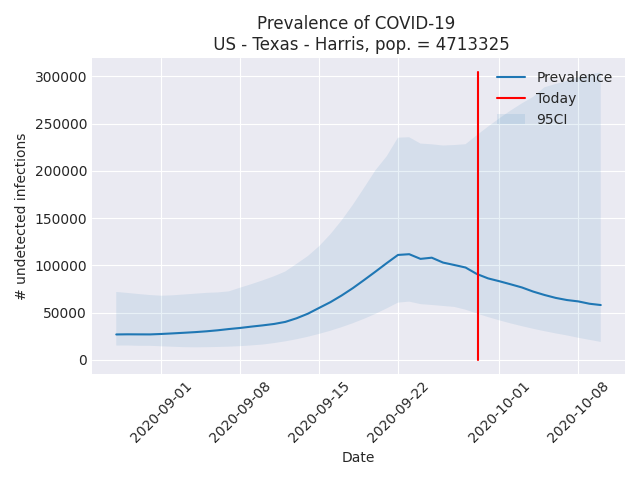 Prevalence of COVID-19
US - Texas - Harris, pop. = 4713325
300000
250000
200000
150000
100000
50000
0
# undetected infections
Prevalence
Today
95CI
2020-09-01
2020-09-08
2020-09-15
2020-09-22
2020-10-01
2020-10-08
Date